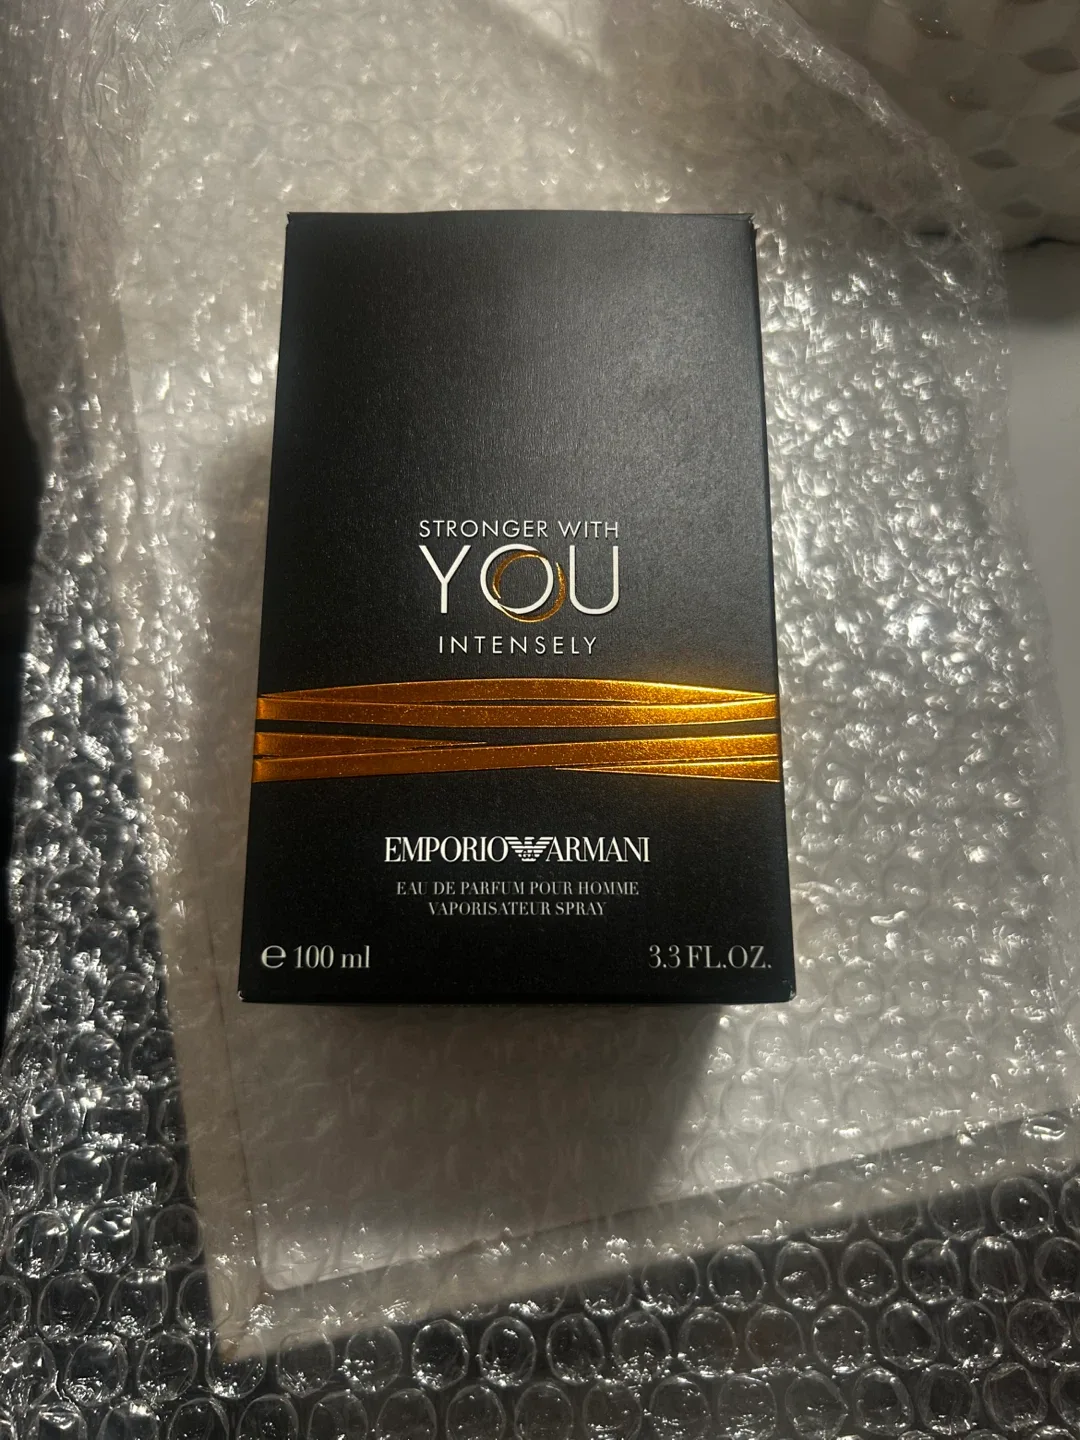 STRONGER WITH
YOU
INTENSELY
EMPORIO ARMANI
EAU DE PARFUM POUR HOMME
VAPORISATEUR SPRAY
℮ 100 ml
3.3 FL.OZ.